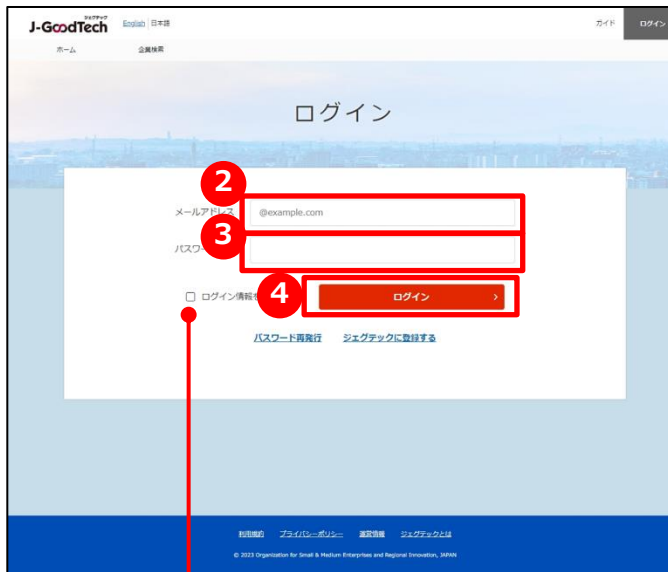 ジェグテック
J-GoodTech English 日本語 ガイド ログイン
ホーム 企業検索
ログイン
2
メールアドレス @example.com
3
パスワ
ログイン情報を 4 ログイン
パスワード再発行 ジェグテックに登録する
利用規約 プライバシーポリシー 運営情報 ジェグテックとは
© 2023 Organization for Small & Medium Enterprises and Regional Innovation, JAPAN